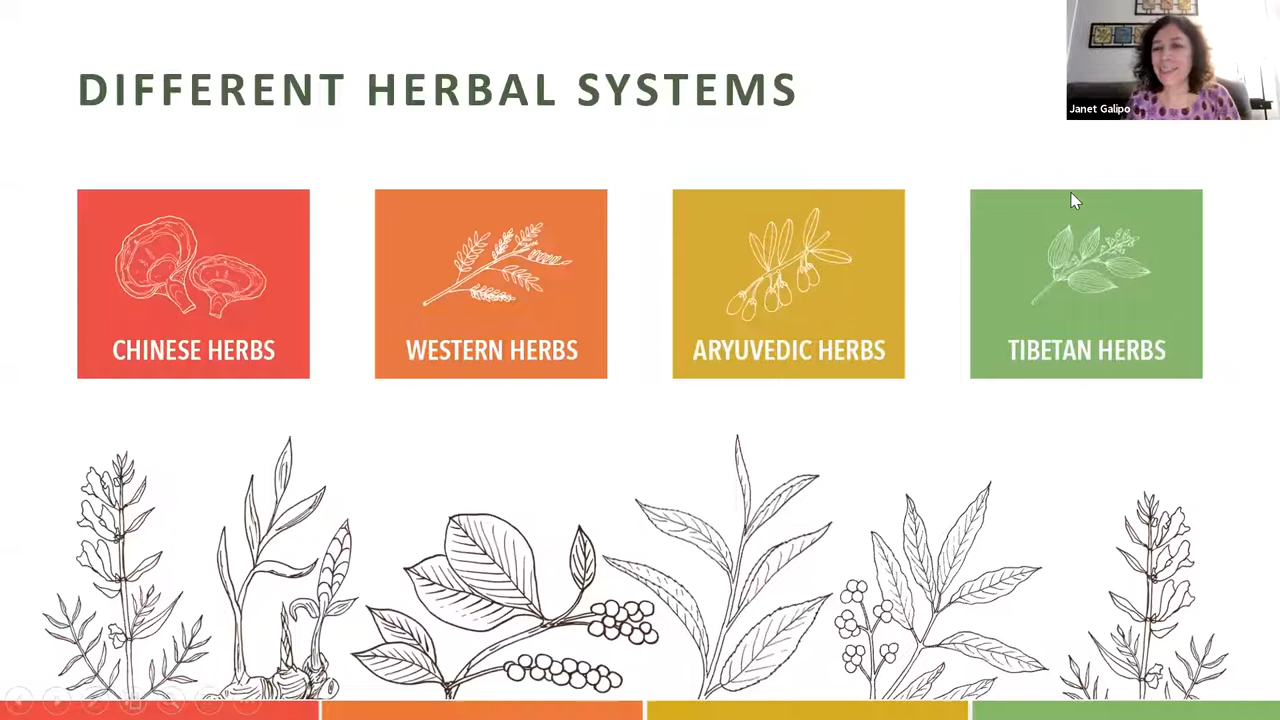 DIFFERENT HERBAL SYSTEMS
Janet Galipo
CHINESE HERBS
WESTERN HERBS
ARYUVEDIC HERBS
TIBETAN HERBS